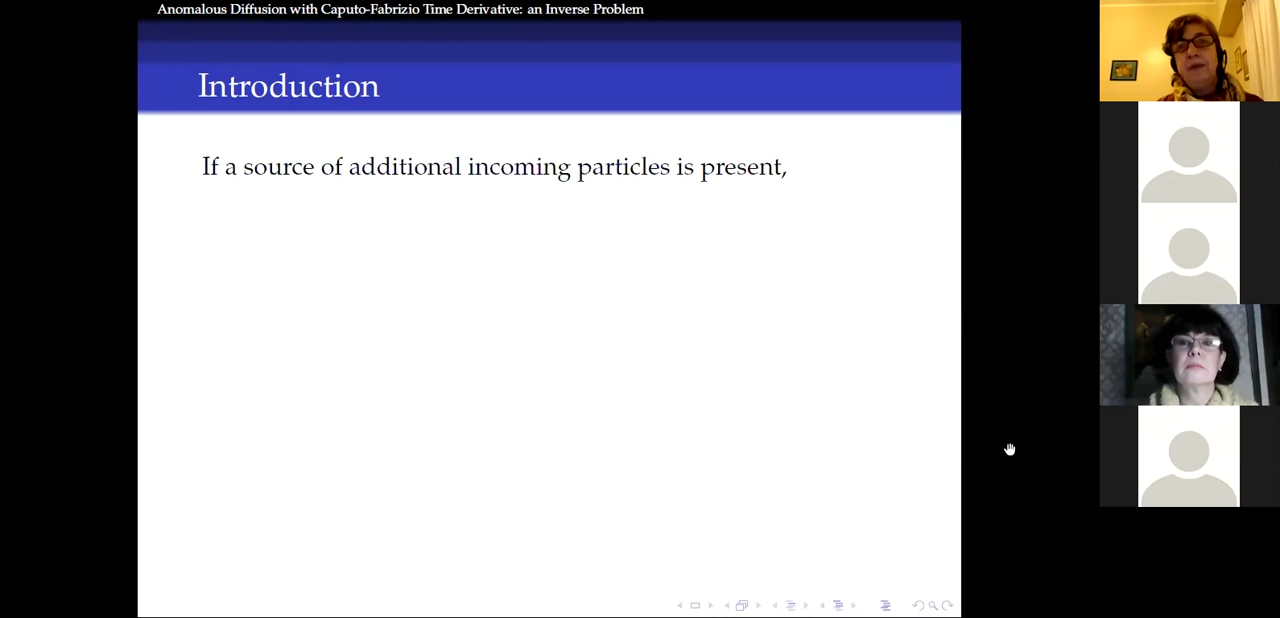 Anomalous Diffusion with Caputo-Fabrizio Time Derivative: an Inverse Problem
Introduction
If a source of additional incoming particles is present,